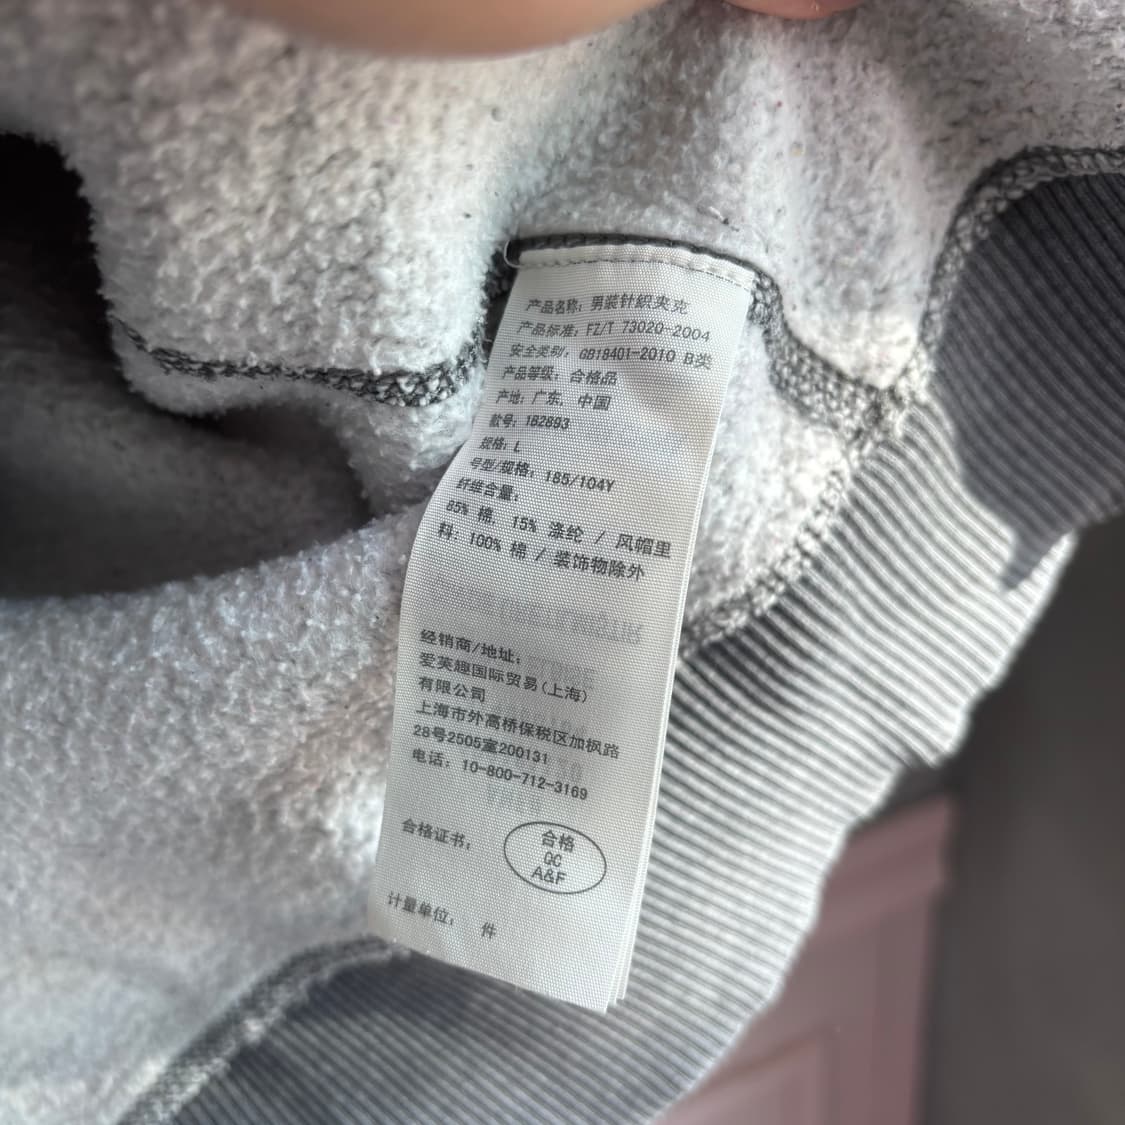 产品名称: 男装针织夹克
产品标准: FZ/T 73020-2004
安全类别: GB18401-2010 B类
产品等级: 合格品
产地: 广东, 中国
款号: 182893
规格: L
号型/规格: 185/104Y
纤维含量:
85% 棉, 15% 涤纶 / 风帽里
料: 100% 棉 / 装饰物除外
经销商/地址:
爱芙趣国际贸易(上海)
有限公司
上海市外高桥保税区加枫路
28号2505室200131
电话: 10-800-712-3169
合格证书:
合格
QC
A&F
计量单位: 件